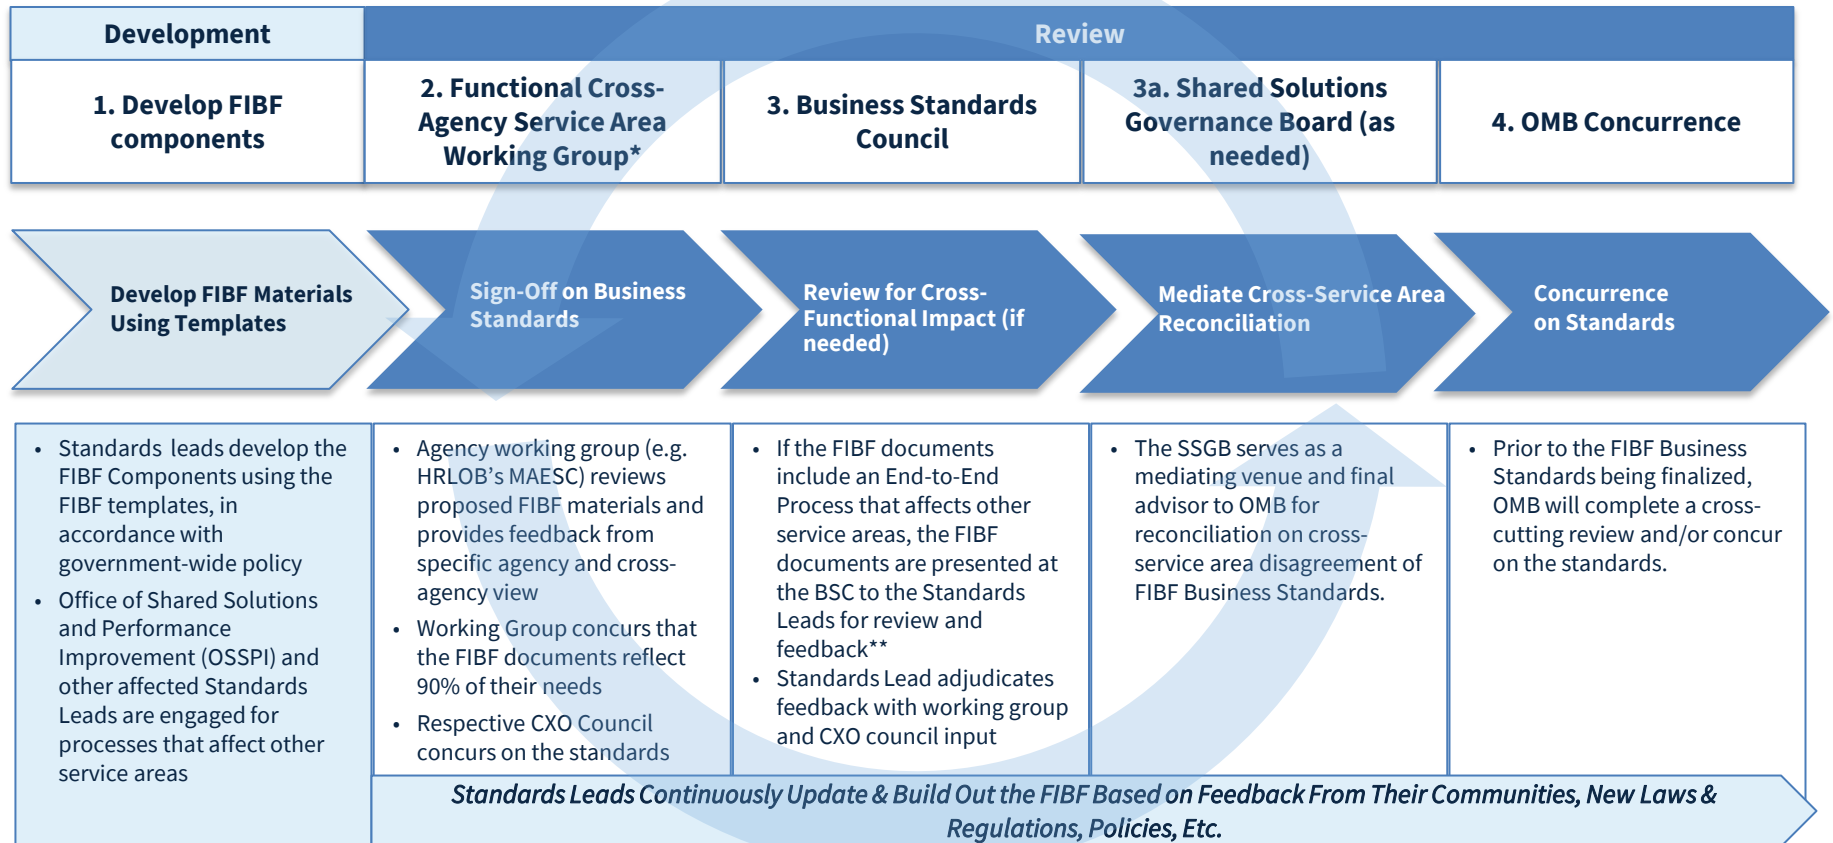 Development
Review
1. Develop FIBF
components
2. Functional Cross-
Agency Service Area
Working Group*
3. Business Standards
Council
3a. Shared Solutions
Governance Board (as
needed)
4. OMB Concurrence
Develop FIBF Materials
Using Templates
Sign-Off on Business
Standards
Review for Cross-
Functional Impact (if
needed)
Mediate Cross-Service Area
Reconciliation
Concurrence
on Standards
• Standards leads develop the
FIBF Components using the
FIBF templates, in
accordance with
government-wide policy
• Office of Shared Solutions
and Performance
Improvement (OSSPI) and
other affected Standards
Leads are engaged for
processes that affect other
service areas
• Agency working group (e.g.
HRLOB's MAESC) reviews
proposed FIBF materials and
provides feedback from
specific agency and cross-
agency view
• Working Group concurs that
the FIBF documents reflect
90% of their needs
• Respective CXO Council
concurs on the standards
• If the FIBF documents
include an End-to-End
Process that affects other
service areas, the FIBF
documents are presented at
the BSC to the Standards
Leads for review and
feedback**
• Standards Lead adjudicates
feedback with working group
and CXO council input
• The SSGB serves as a
mediating venue and final
advisor to OMB for
reconciliation on cross-
service area disagreement of
FIBF Business Standards.
• Prior to the FIBF Business
Standards being finalized,
OMB will complete a cross-
cutting review and/or concur
on the standards.
Standards Leads Continuously Update & Build Out the FIBF Based on Feedback From Their Communities, New Laws &
Regulations, Policies, Etc.